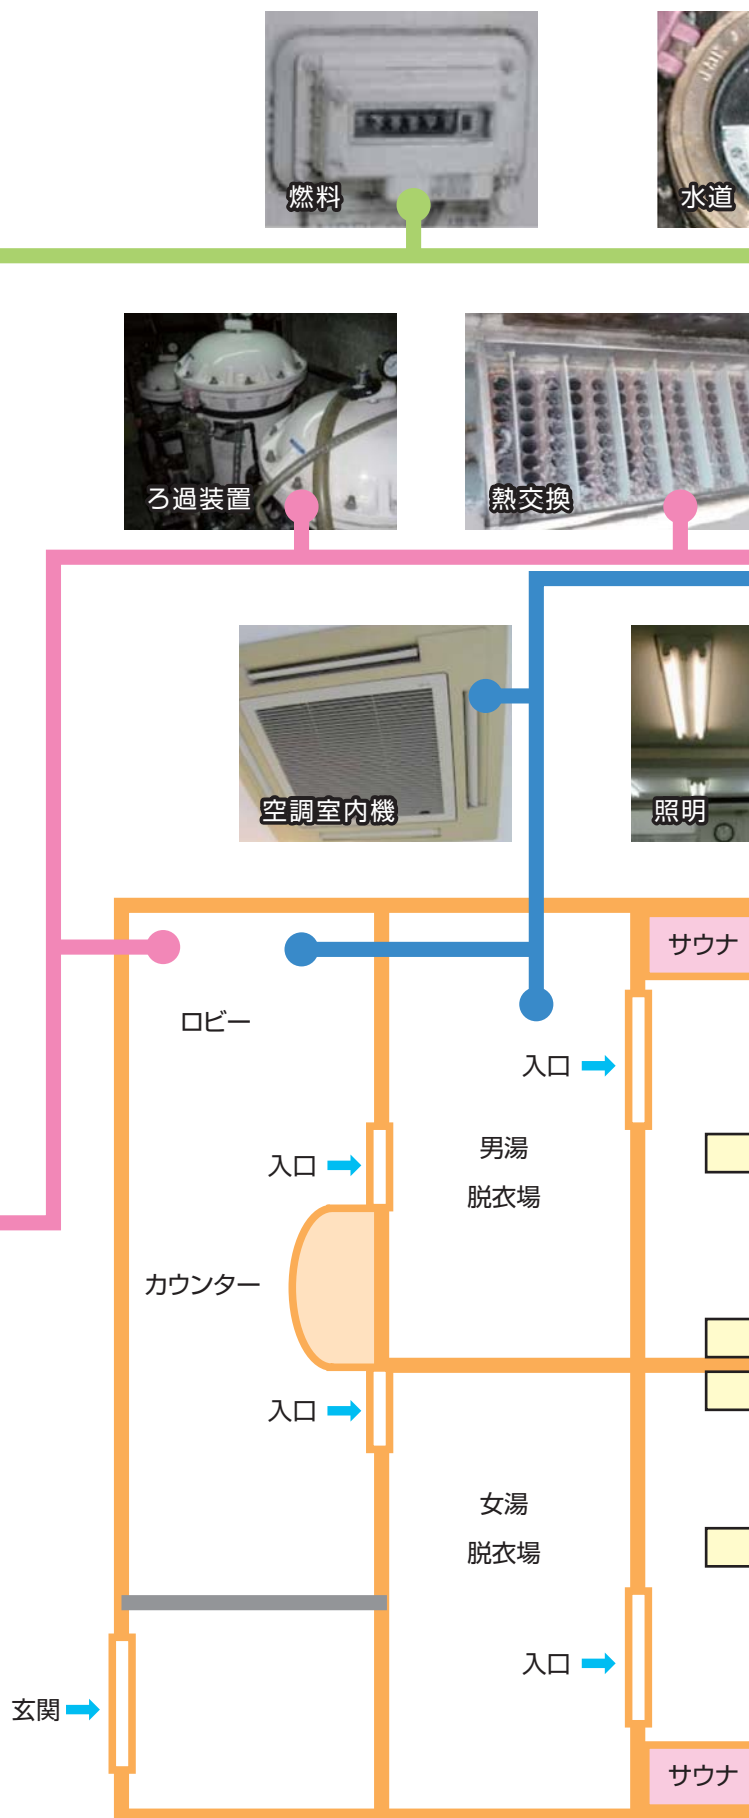 燃料
水道
ろ過装置
熱交換
空調室内機
照明
サウナ
ロビー
入口
男湯
脱衣場
入口
カウンター
入口
女湯
脱衣場
入口
玄関
サウナ